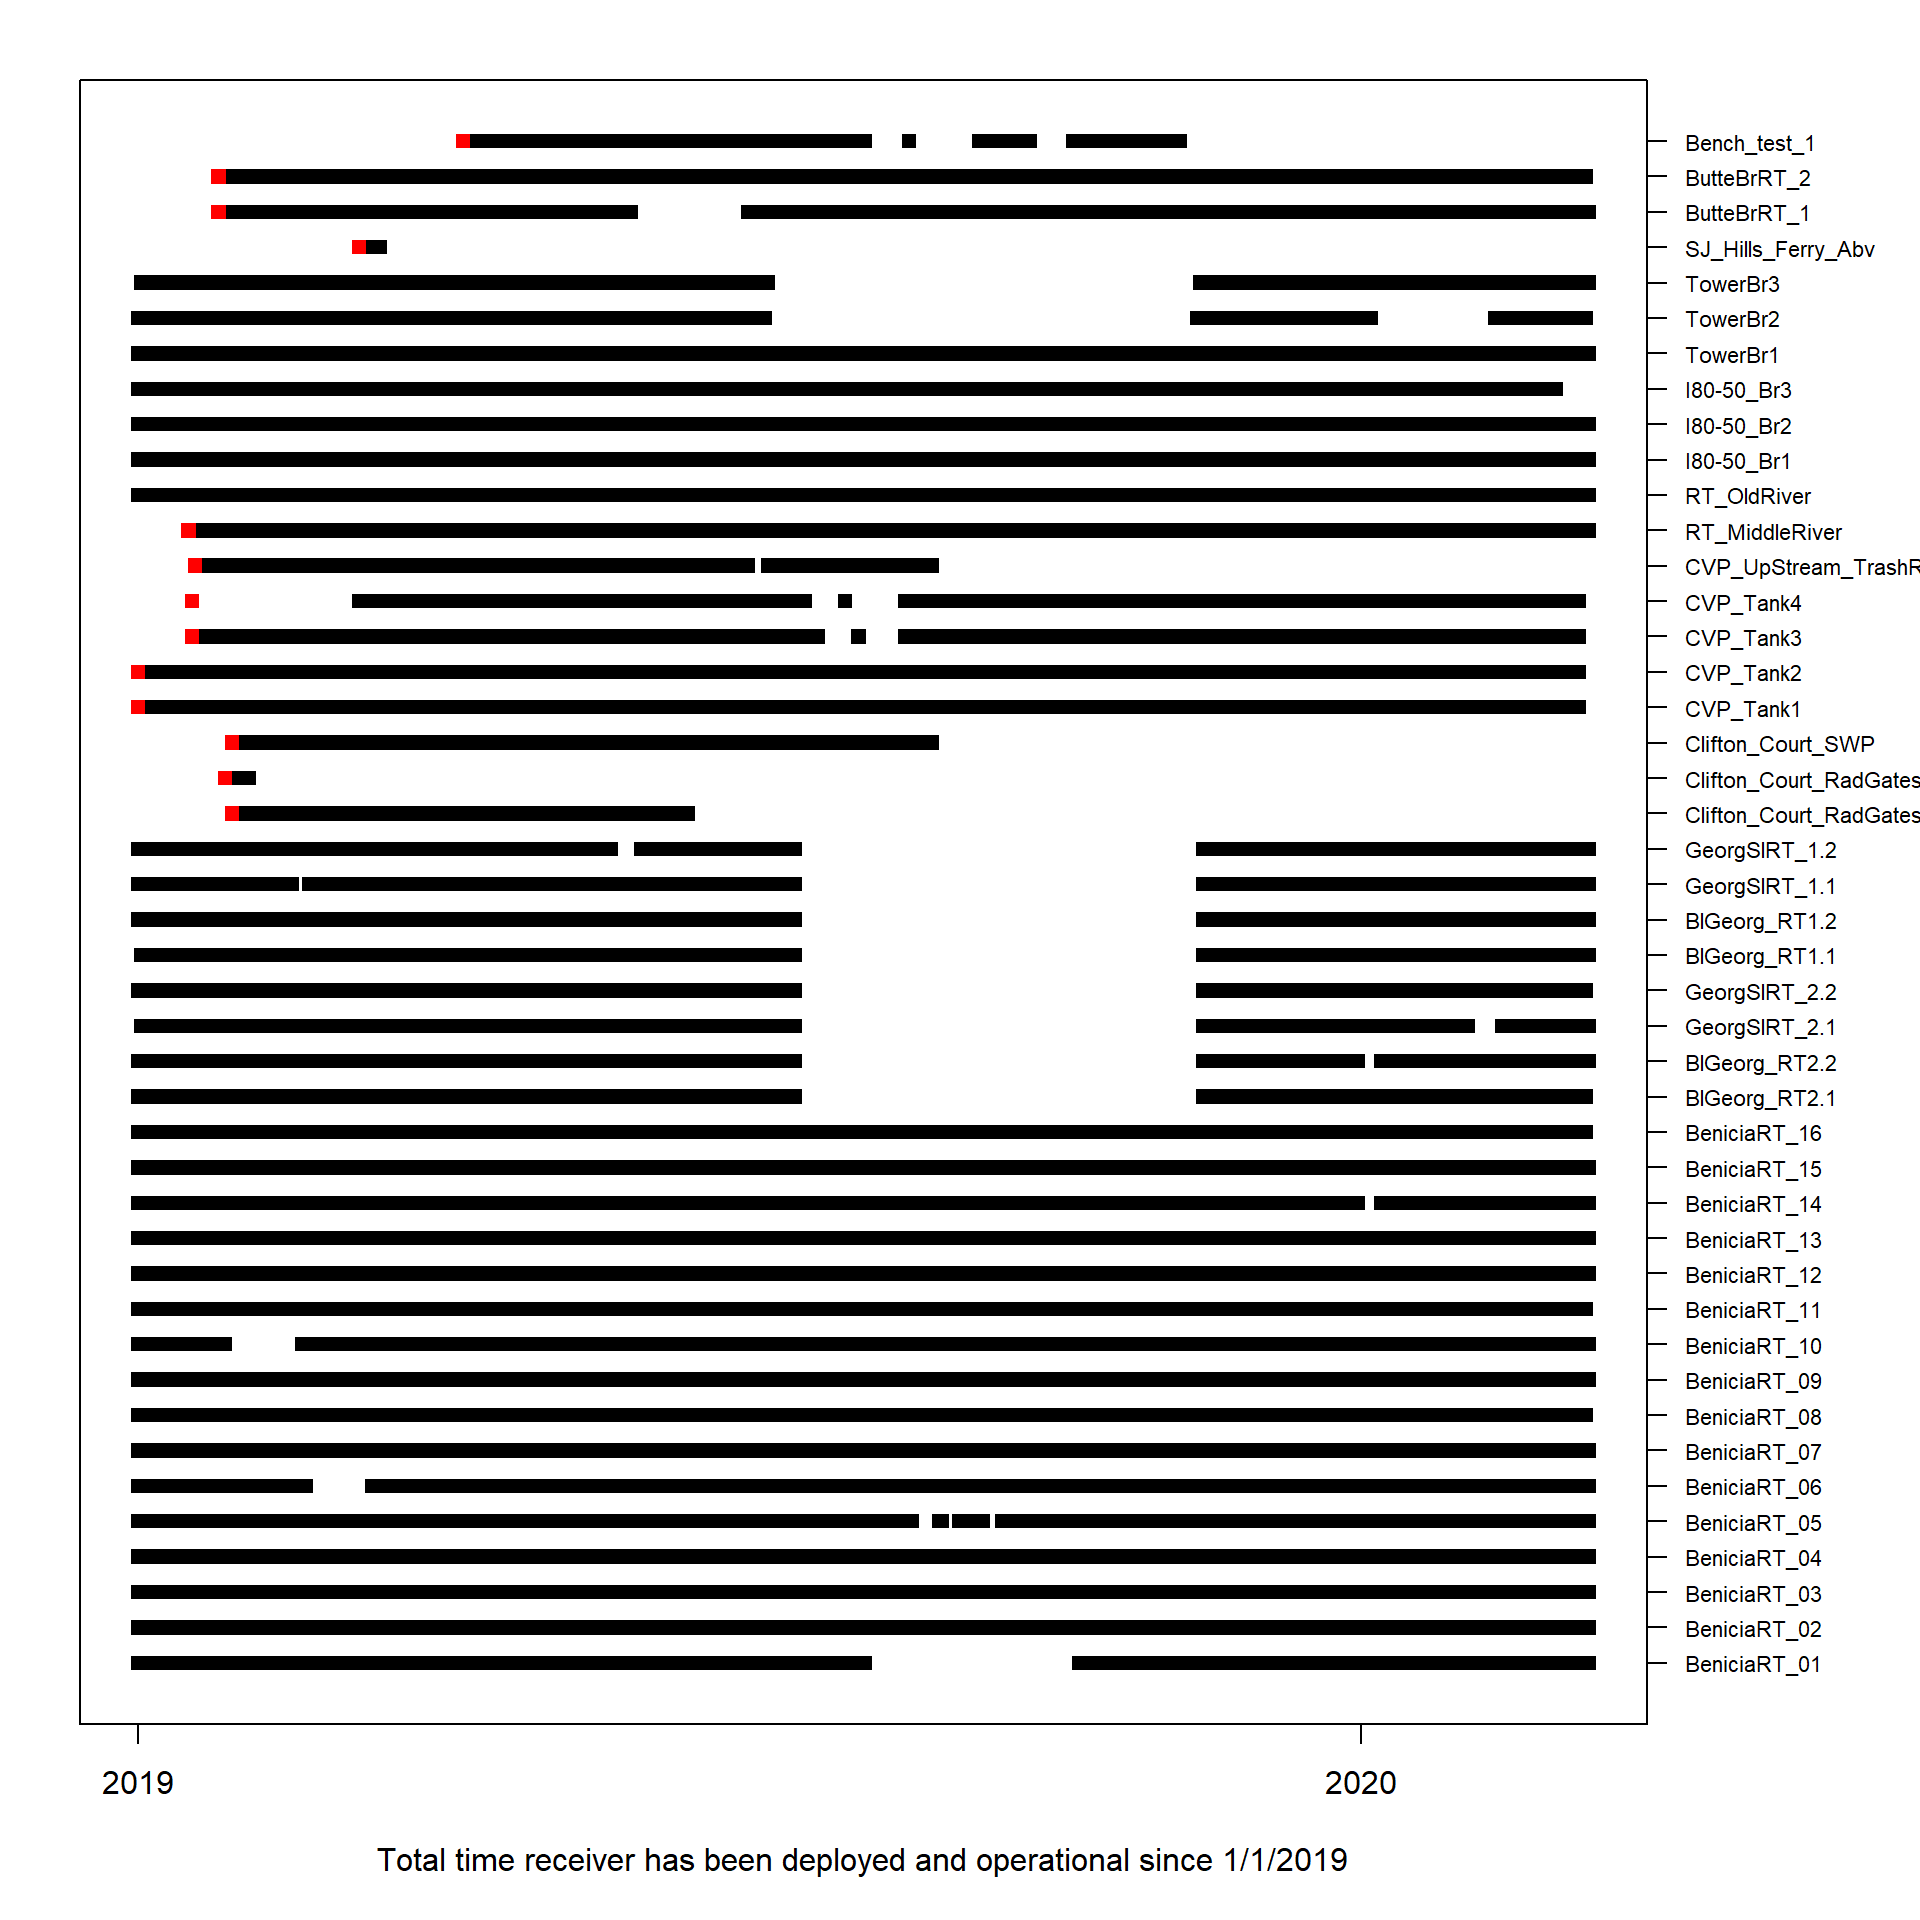 Bench_test_1
ButteBrRT_2
ButteBrRT_1
SJ_Hills_Ferry_Abv
TowerBr3
TowerBr2
TowerBr1
I80-50_Br3
I80-50_Br2
I80-50_Br1
RT_OldRiver
RT_MiddleRiver
CVP_UpStream_TrashR
CVP_Tank4
CVP_Tank3
CVP_Tank2
CVP_Tank1
Clifton_Court_SWP
Clifton_Court_RadGates
Clifton_Court_RadGates
GeorgSlRT_1.2
GeorgSlRT_1.1
BlGeorg_RT1.2
BlGeorg_RT1.1
GeorgSlRT_2.2
GeorgSlRT_2.1
BlGeorg_RT2.2
BlGeorg_RT2.1
BeniciaRT_16
BeniciaRT_15
BeniciaRT_14
BeniciaRT_13
BeniciaRT_12
BeniciaRT_11
BeniciaRT_10
BeniciaRT_09
BeniciaRT_08
BeniciaRT_07
BeniciaRT_06
BeniciaRT_05
BeniciaRT_04
BeniciaRT_03
BeniciaRT_02
BeniciaRT_01
2019 2020
Total time receiver has been deployed and operational since 1/1/2019